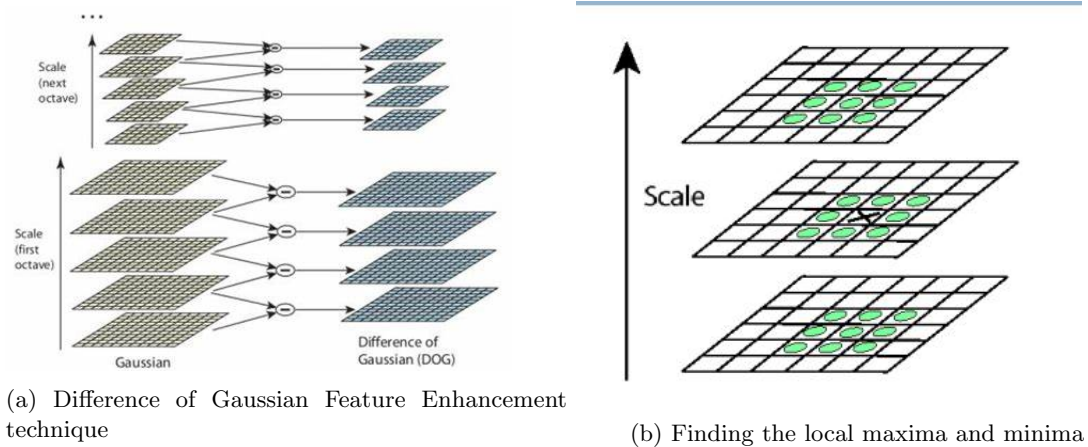 ...
Scale
(next
octave)
Scale
(first
octave)
Gaussian
Difference of
Gaussian (DOG)
(a) Difference of Gaussian Feature Enhancement
technique
Scale
(b) Finding the local maxima and minima